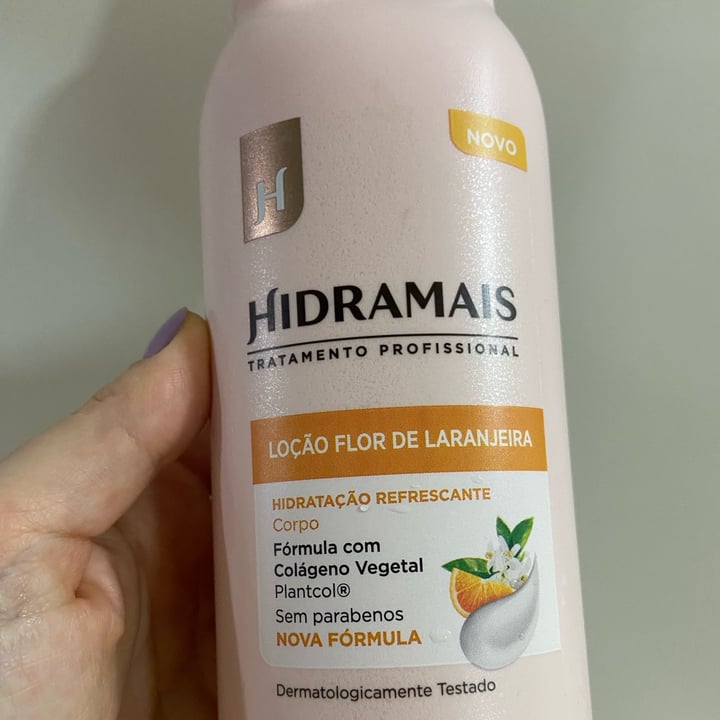 NOVO
H
HIDRAMAIS
TRATAMENTO PROFISSIONAL
LOÇÃO FLOR DE LARANJEIRA
HIDRATAÇÃO REFRESCANTE
Corpo
Fórmula com
Colágeno Vegetal
Plantcol®
Sem parabenos
NOVA FÓRMULA
Dermatologicamente Testado